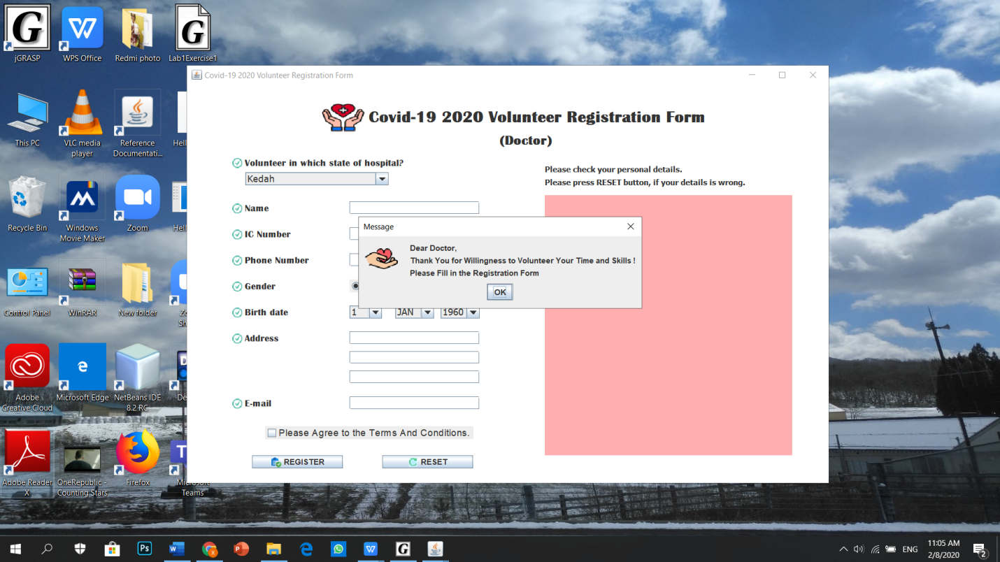 jGRASP
WPS Office
Redmi photo
Lab1Exercise1
This PC
VLC media
player
Reference
Documentati...
Hell
Recycle Bin
Windows
Movie Maker
Zoom
Hell
Control Panel
WinRAR
New folder
Zo
Sh
Adobe
Creative Cloud
Microsoft Edge
NetBeans IDE
8.2 RC
De
Adobe Reader
X
OneRepublic -
Counting Stars
Firefox
Micro
Teams
Covid-19 2020 Volunteer Registration Form
Covid-19 2020 Volunteer Registration Form
(Doctor)
Volunteer in which state of hospital?
Kedah
Name
IC Number
Phone Number
Gender
Birth date
1 JAN 1960
Address
E-mail
Please Agree to the Terms And Conditions.
REGISTER
RESET
Please check your personal details.
Please press RESET button, if your details is wrong.
Message
Dear Doctor,
Thank You for Willingness to Volunteer Your Time and Skills !
Please Fill in the Registration Form
OK
ENG
11:05 AM
2/8/2020
2